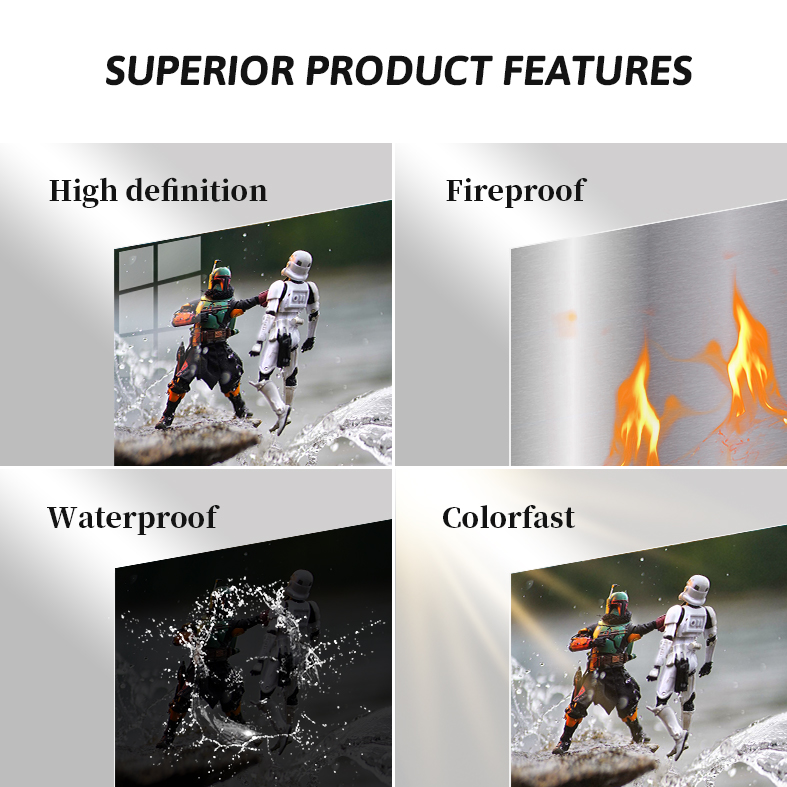 SUPERIOR PRODUCT FEATURES
High definition
Fireproof
Waterproof
Colorfast